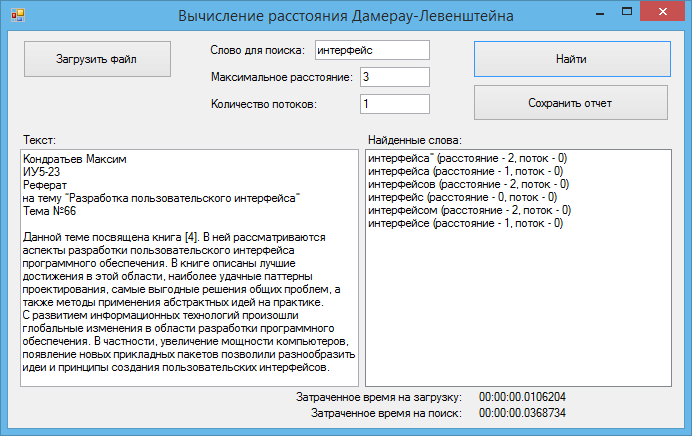 Вычисление расстояния Дамерау-Левенштейна
Загрузить файл
Слово для поиска: интерфейс
Найти
Максимальное расстояние: 3
Количество потоков: 1
Сохранить отчет
Текст:
Кондратьев Максим
ИУ5-23
Реферат
на тему "Разработка пользовательского интерфейса"
Тема №66
Данной теме посвящена книга [4]. В ней рассматриваются
аспекты разработки пользовательского интерфейса
программного обеспечения. В книге описаны лучшие
достижения в этой области, наиболее удачные паттерны
проектирования, самые выгодные решения общих проблем, а
также методы применения абстрактных идей на практике.
С развитием информационных технологий произошли
глобальные изменения в области разработки программного
обеспечения. В частности, увеличение мощности компьютеров,
появление новых прикладных пакетов позволили разнообразить
идеи и принципы создания пользовательских интерфейсов.
Найденные слова:
интерфейса" (расстояние - 2, поток - 0)
интерфейса (расстояние - 1, поток - 0)
интерфейсов (расстояние - 2, поток - 0)
интерфейс (расстояние - 0, поток - 0)
интерфейсом (расстояние - 2, поток - 0)
интерфейсе (расстояние - 1, поток - 0)
Затраченное время на загрузку: 00:00:00.0106204
Затраченное время на поиск: 00:00:00.0368734